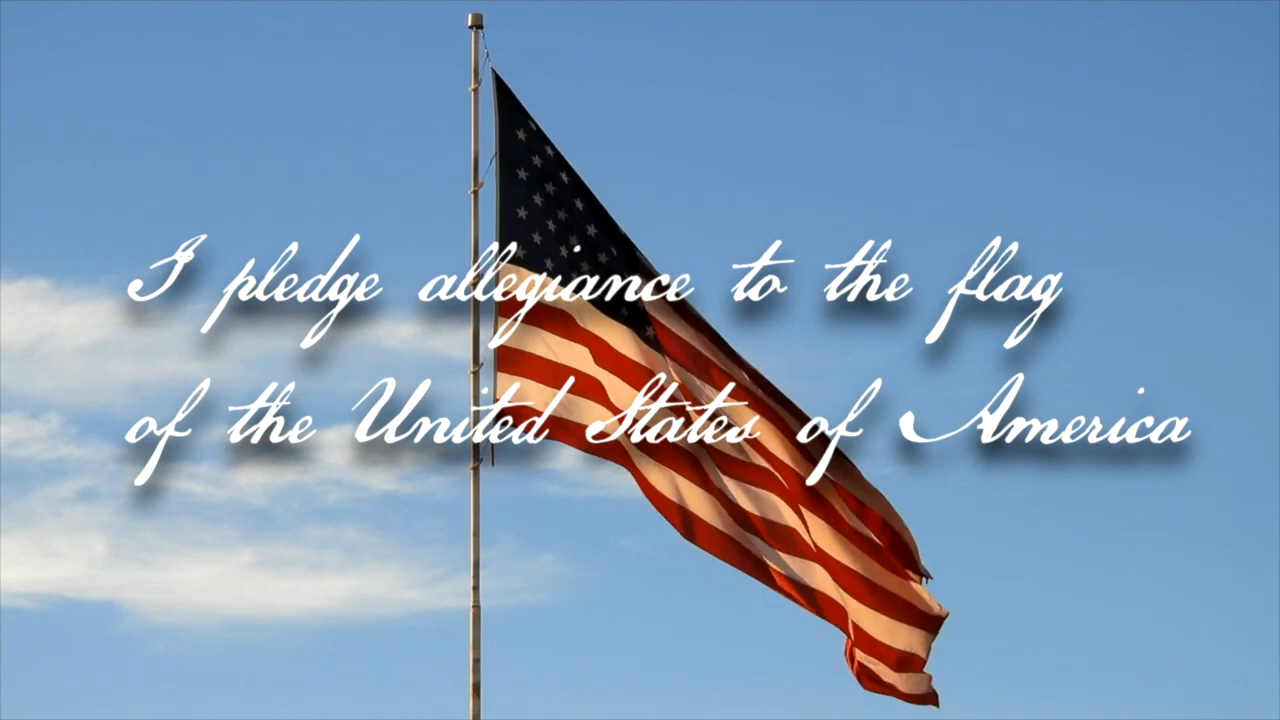 I pledge allegiance to the flag
of the United States of America